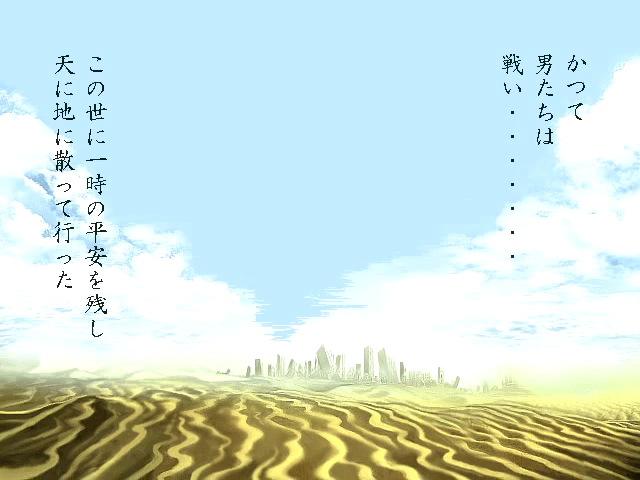 かつて
男たちは
戦い・・・・・・・
この世に一時の平安を残し
天に地に散って行った